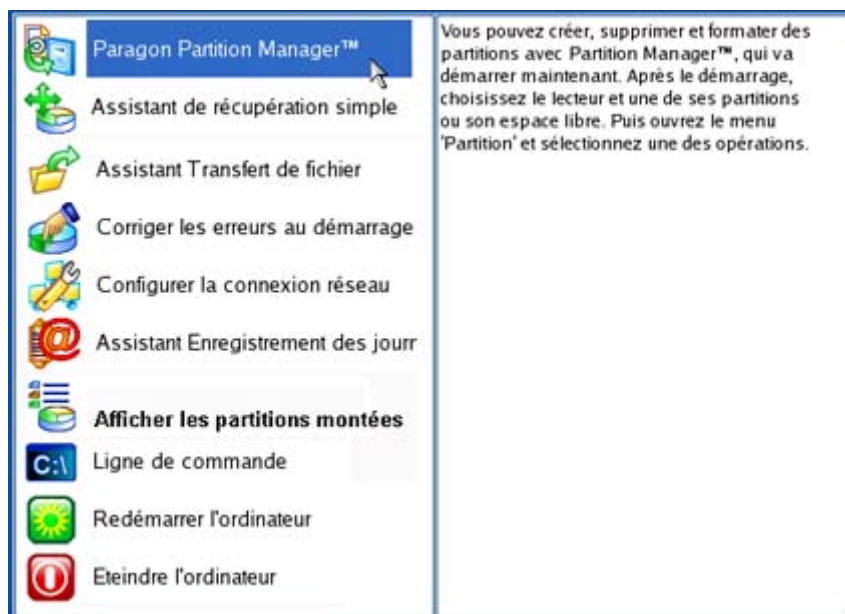 Paragon Partition Manager™
Assistant de récupération simple
Assistant Transfert de fichier
Corriger les erreurs au démarrage
Configurer la connexion réseau
Assistant Enregistrement des jourr
Afficher les partitions montées
C:\ Ligne de commande
Redémarrer l'ordinateur
Eteindre l'ordinateur
Vous pouvez créer, supprimer et formater des
partitions avec Partition Manager™, qui va
démarrer maintenant. Après le démarrage,
choisissez le lecteur et une de ses partitions
ou son espace libre. Puis ouvrez le menu
'Partition' et sélectionnez une des opérations.